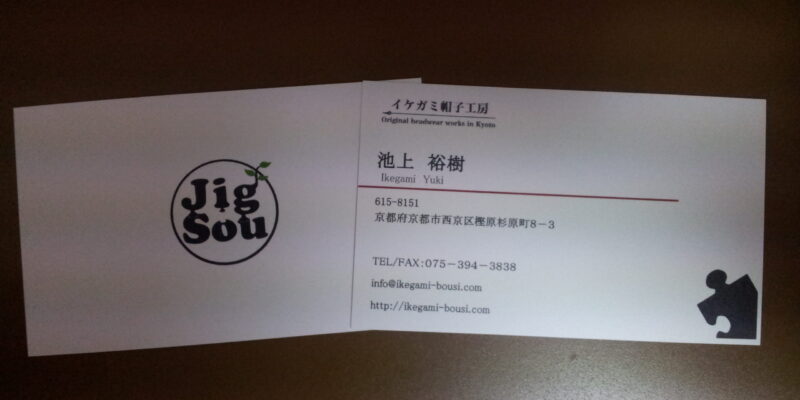 Jig
Sou
イケガミ帽子工房
Original headwear works in Kyoto
池上 裕樹
Ikegami Yuki
615-8151
京都府京都市西京区樫原杉原町8-3
TEL/FAX:075-394-3838
info@ikegami-bousi.com
http://ikegami-bousi.com